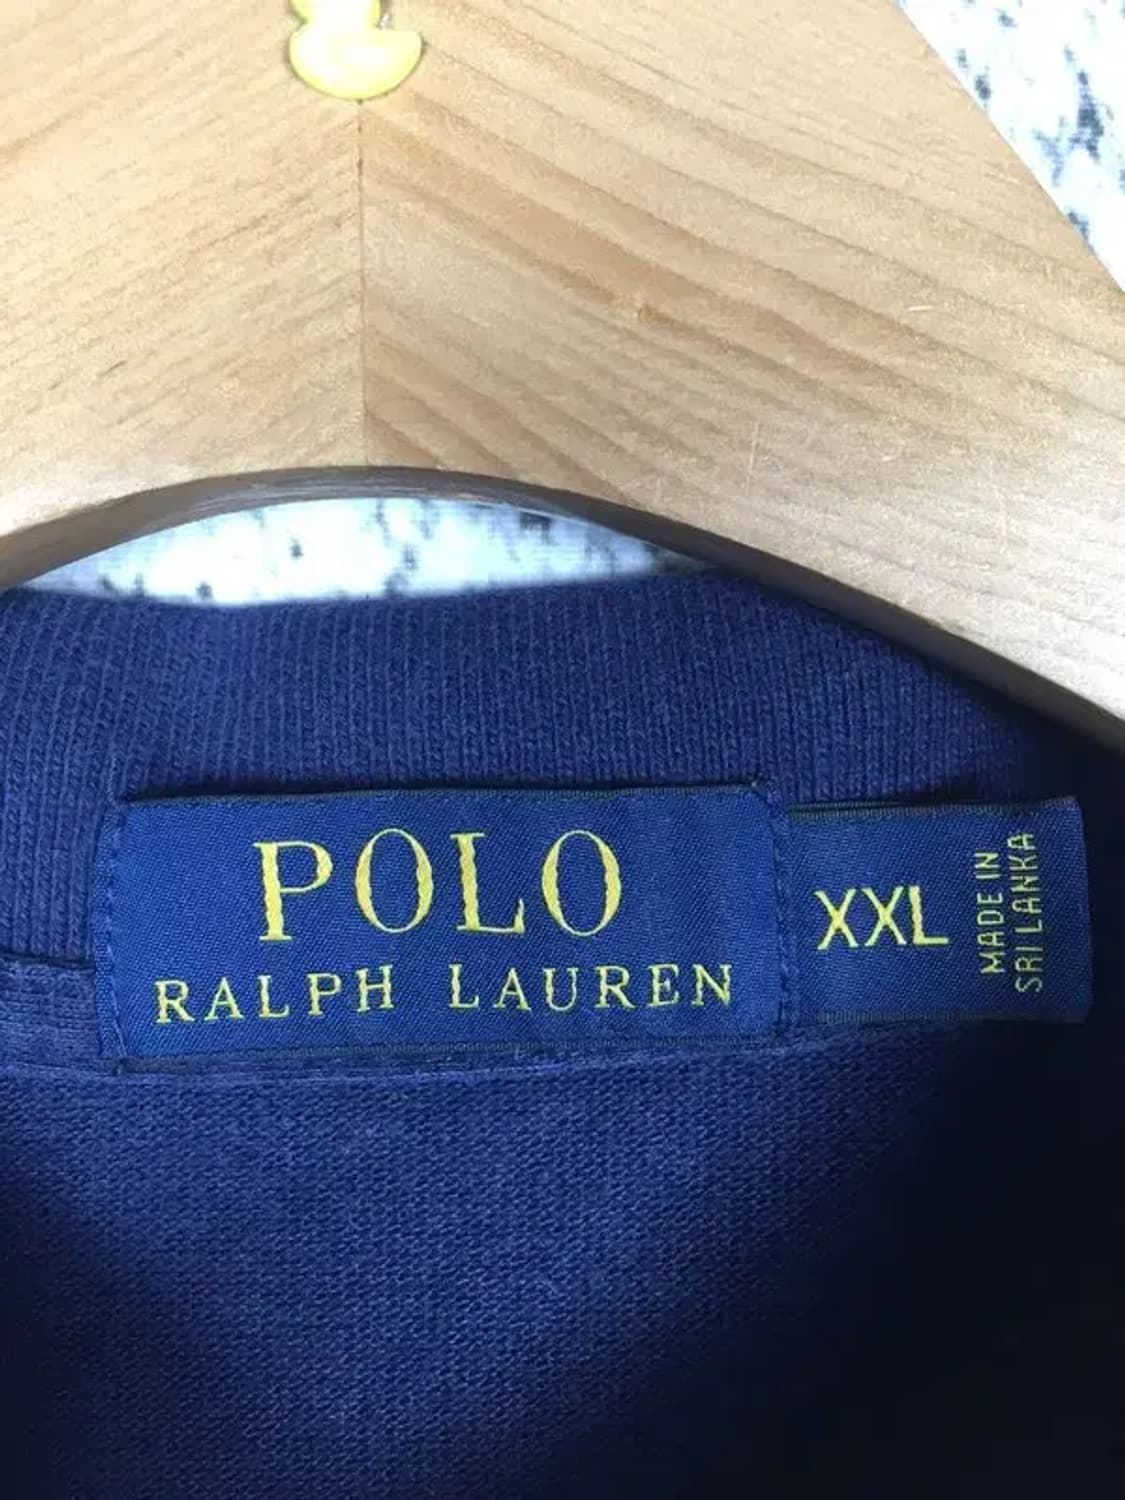 POLO
RALPH LAUREN
XXL
MADE IN
SRI LANKA